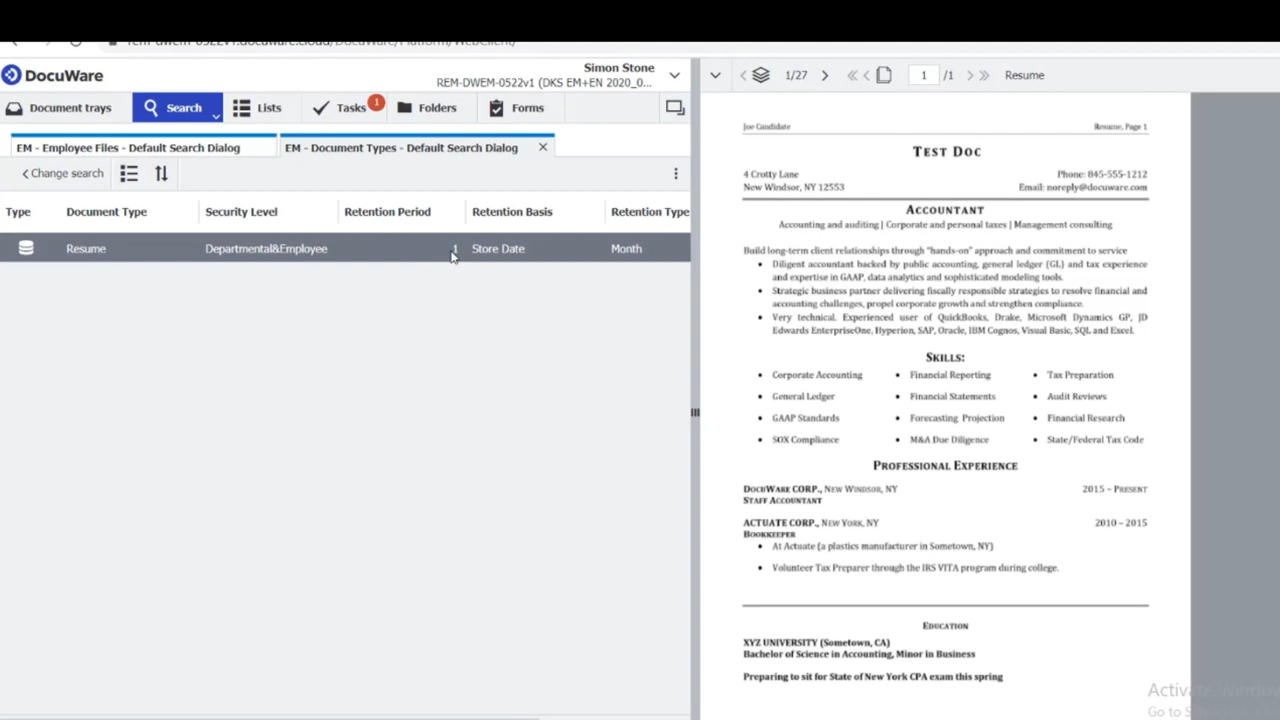 DocuWare
Simon Stone
REM-DWEM-0522v1 (DKS EM+EN 2020_0...
Document trays
Search
Lists
Tasks
1
Folders
Forms
EM - Employee Files - Default Search Dialog
EM - Document Types - Default Search Dialog
Change search
Type Document Type Security Level Retention Period Retention Basis Retention Type
Resume Departmental&Employee 1 Store Date Month
1/27
1 /1
Resume
Joe Candidate Resume, Page 1
TEST DOC
4 Crotty Lane Phone: 845-555-1212
New Windsor, NY 12553 Email: noreply@docuware.com
ACCOUNTANT
Accounting and auditing | Corporate and personal taxes | Management consulting
Build long-term client relationships through "hands-on" approach and commitment to service
• Diligent accountant backed by public accounting, general ledger (GL) and tax experience
and expertise in GAAP, data analytics and sophisticated modeling tools.
• Strategic business partner delivering fiscally responsible strategies to resolve financial and
accounting challenges, propel corporate growth and strengthen compliance.
• Very technical. Experienced user of QuickBooks, Drake, Microsoft Dynamics GP, JD
Edwards EnterpriseOne, Hyperion, SAP, Oracle, IBM Cognos, Visual Basic, SQL and Excel.
SKILLS:
• Corporate Accounting • Financial Reporting • Tax Preparation
• General Ledger • Financial Statements • Audit Reviews
• GAAP Standards • Forecasting Projection • Financial Research
• SOX Compliance • M&A Due Diligence • State/Federal Tax Code
PROFESSIONAL EXPERIENCE
DOCUWARE CORP., NEW WINDSOR, NY 2015 – PRESENT
STAFF ACCOUNTANT
ACTUATE CORP., NEW YORK, NY 2010 – 2015
BOOKKEEPER
• At Actuate (a plastics manufacturer in Sometown, NY)
• Volunteer Tax Preparer through the IRS VITA program during college.
EDUCATION
XYZ UNIVERSITY (Sometown, CA)
Bachelor of Science in Accounting, Minor in Business
Preparing to sit for State of New York CPA exam this spring
Activate Window
Go to S